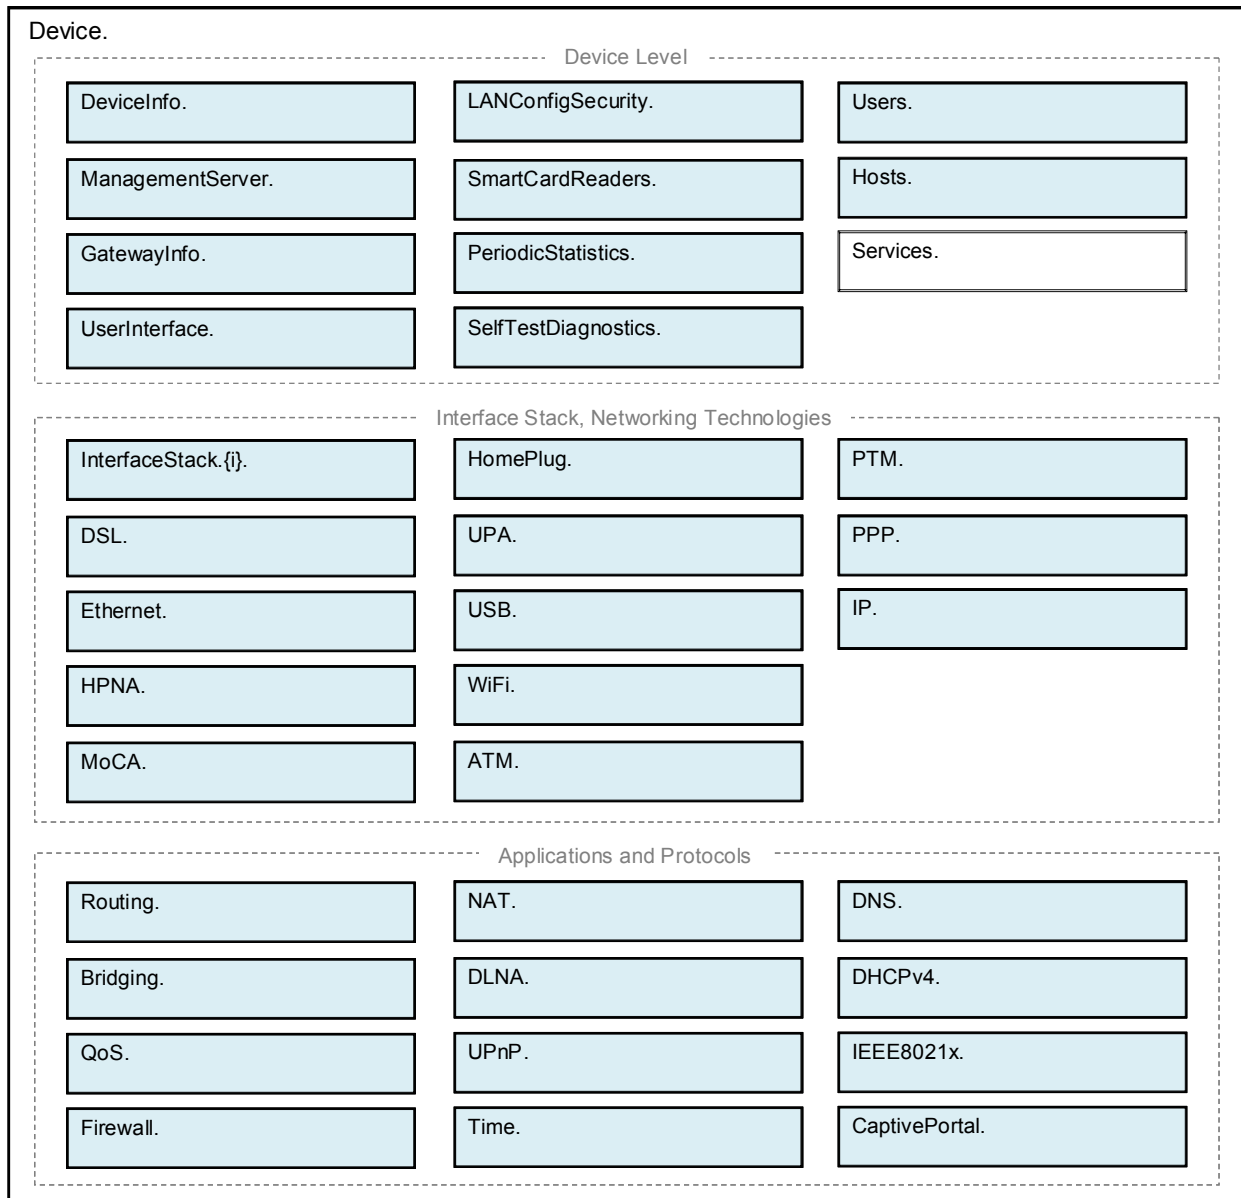 Device.
Device Level
DeviceInfo.
LANConfigSecurity.
Users.
ManagementServer.
SmartCardReaders.
Hosts.
GatewayInfo.
PeriodicStatistics.
Services.
UserInterface.
SelfTestDiagnostics.
Interface Stack, Networking Technologies
InterfaceStack.{i}.
HomePlug.
PTM.
DSL.
UPA.
PPP.
Ethernet.
USB.
IP.
HPNA.
WiFi.
MoCA.
ATM.
Applications and Protocols
Routing.
NAT.
DNS.
Bridging.
DLNA.
DHCPv4.
QoS.
UPnP.
IEEE8021x.
Firewall.
Time.
CaptivePortal.